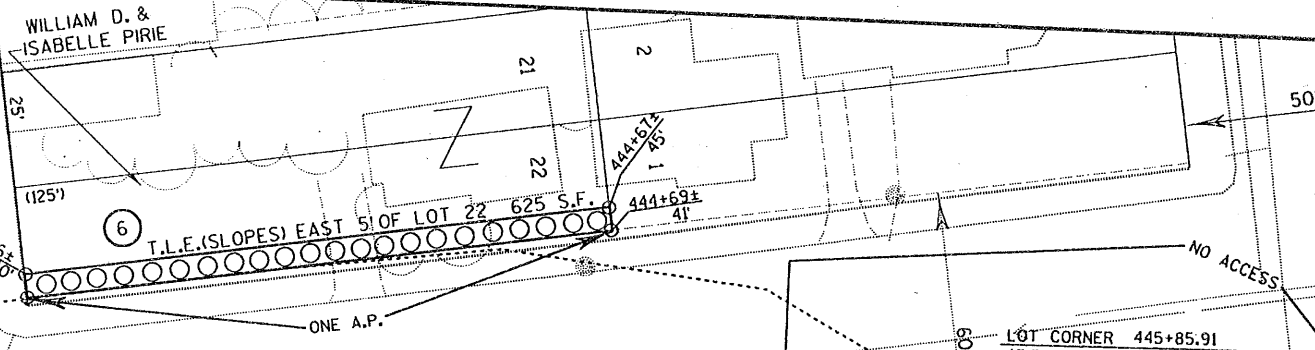 WILLIAM D. &
ISABELLE PIRIE
25'
21
2
50
444+67±
45'
22
1
(125')
6
T.L.E.(SLOPES) EAST 5' OF LOT 22 625 S.F.
444+69±
41'
NO ACCESS
ONE A.P.
60
LOT CORNER 445+85.91